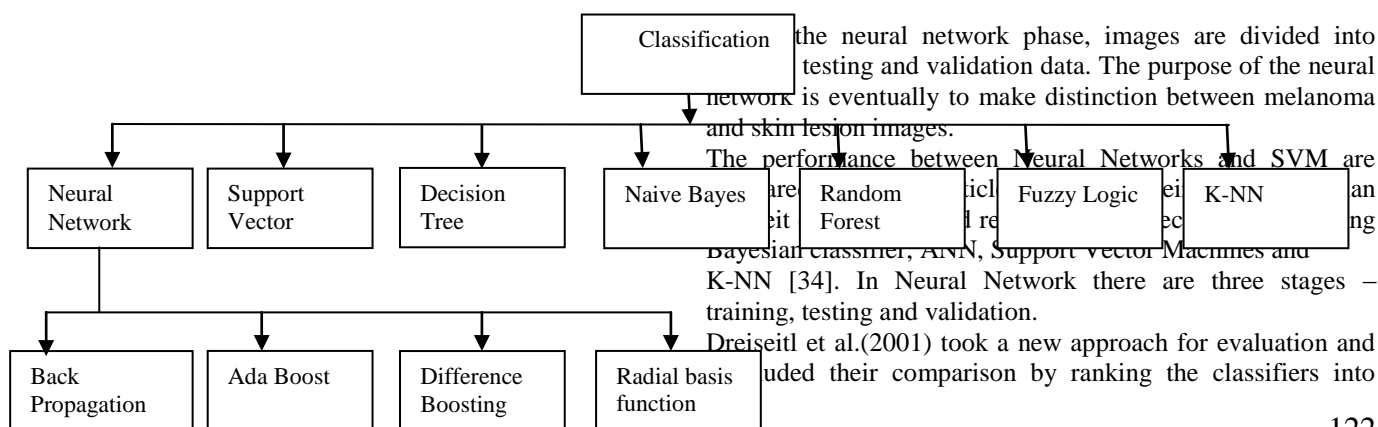 Classification
Neural
Network
Support
Vector
Decision
Tree
Naive Bayes
Random
Forest
Fuzzy Logic
K-NN
Back
Propagation
Ada Boost
Difference
Boosting
Radial basis
function
the neural network phase, images are divided into
testing and validation data. The purpose of the neural
network is eventually to make distinction between melanoma
and skin lesion images.
The performance between Neural Networks and SVM are
Bayesian classifier, ANN, Support Vector Machines and
K-NN [34]. In Neural Network there are three stages –
training, testing and validation.
Dreiseitl et al.(2001) took a new approach for evaluation and
their comparison by ranking the classifiers into
122